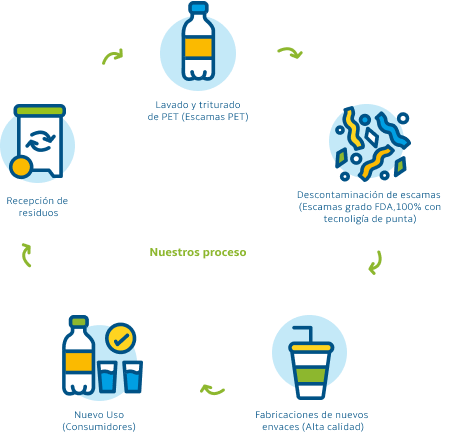 Lavado y triturado
de PET (Escamas PET)
Descontaminación de escamas
(Escamas grado FDA,100% con
tecnoligía de punta)
Recepción de
residuos
Nuestros proceso
Nuevo Uso
(Consumidores)
Fabricaciones de nuevos
envaces (Alta calidad)